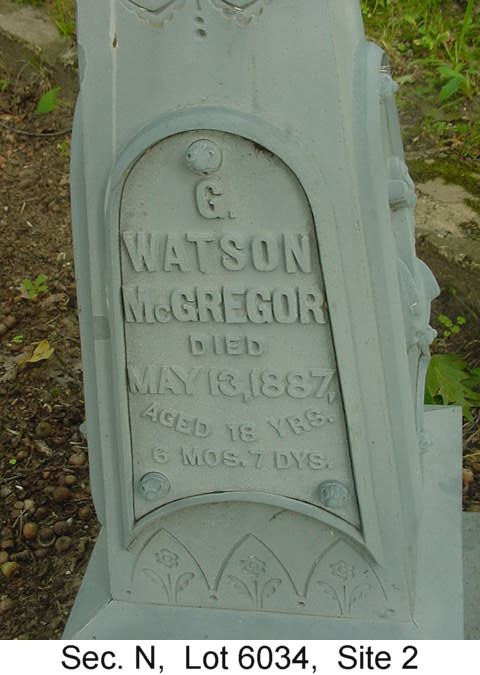 G.
WATSON
McGREGOR
DIED
MAY 13, 1887,
AGED 18 YRS.
6 MOS. 7 DYS.
Sec. N, Lot 6034, Site 2